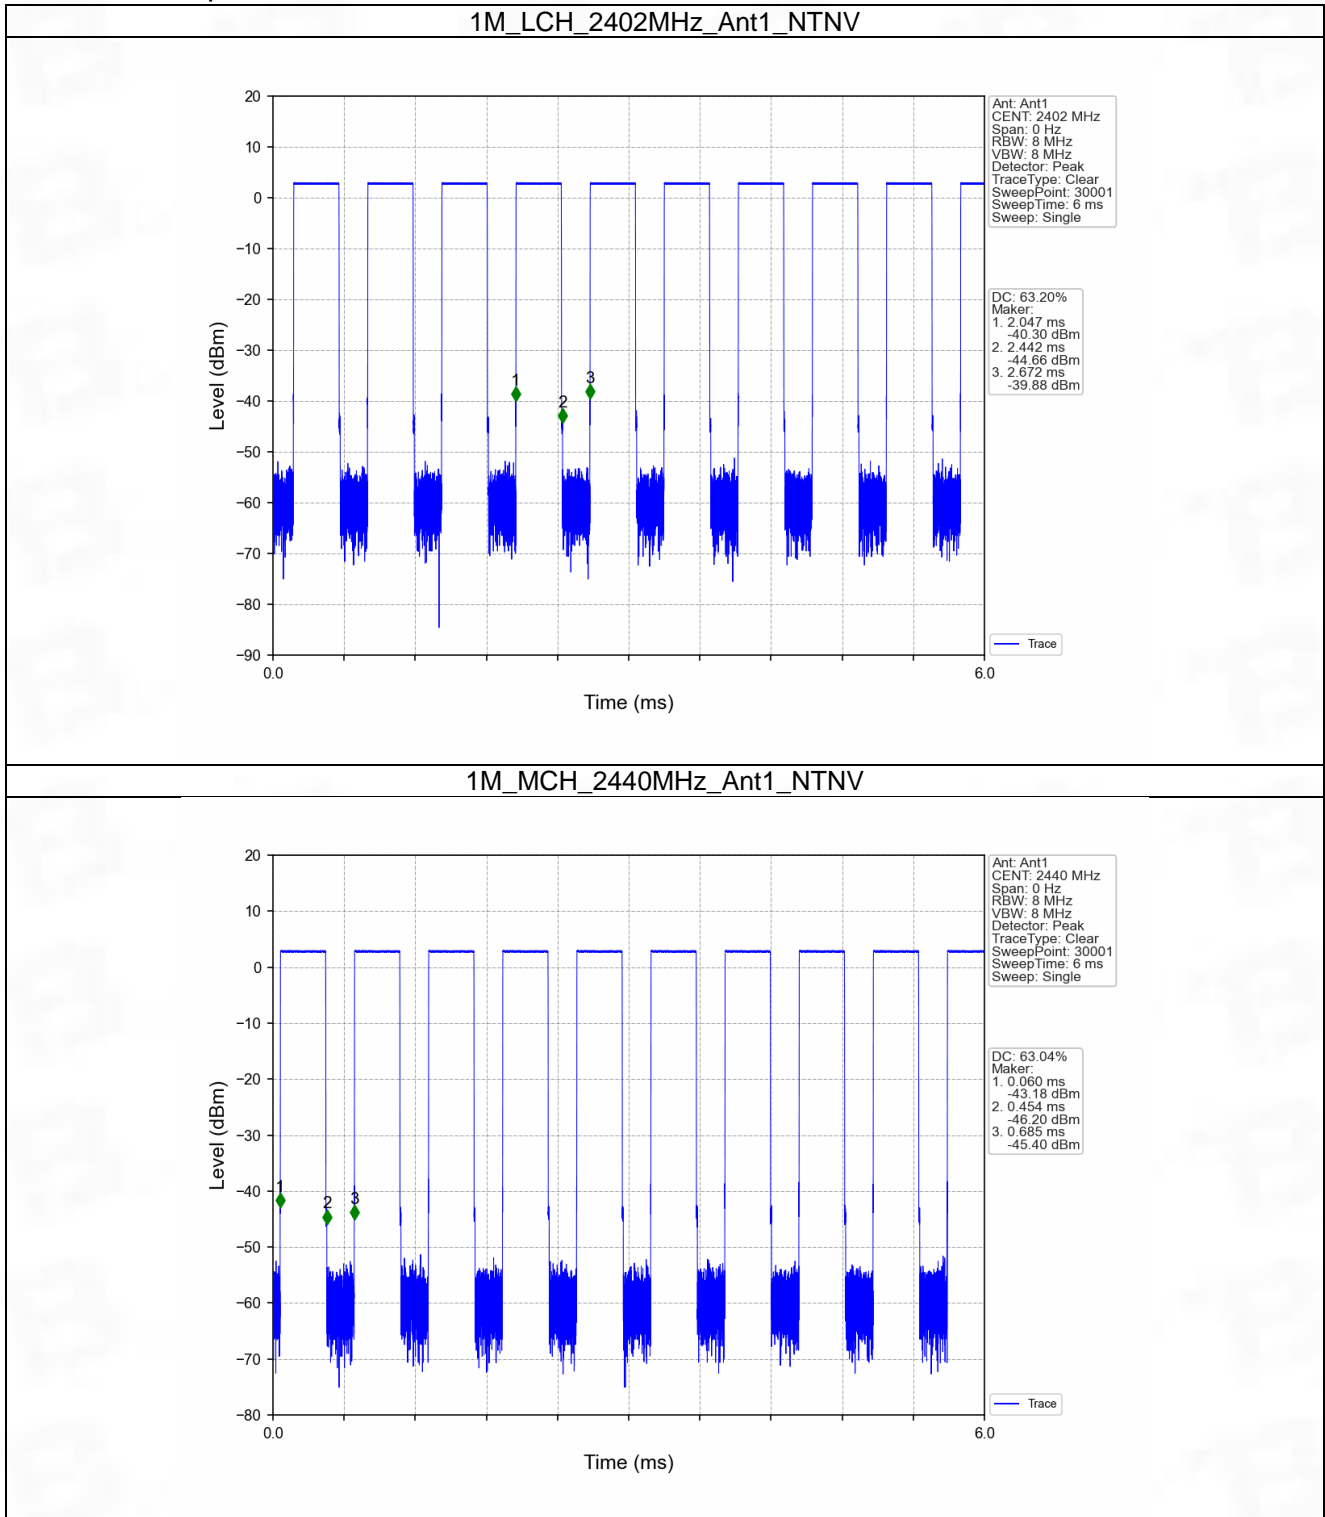 1M_LCH_2402MHz_Ant1_NTNV
20
10
0
−10
−20
−30
−40
−50
−60
−70
−80
−90
Level (dBm)
0.0
6.0
Time (ms)
1
2
3
Ant: Ant1
CENT: 2402 MHz
Span: 0 Hz
RBW: 8 MHz
VBW: 8 MHz
Detector: Peak
TraceType: Clear
SweepPoint: 30001
SweepTime: 6 ms
Sweep: Single
DC: 63.20%
Maker:
1. 2.047 ms
-40.30 dBm
2. 2.442 ms
-44.66 dBm
3. 2.672 ms
-39.88 dBm
Trace
1M_MCH_2440MHz_Ant1_NTNV
20
10
0
−10
−20
−30
−40
−50
−60
−70
−80
Level (dBm)
0.0
6.0
Time (ms)
1
2
3
Ant: Ant1
CENT: 2440 MHz
Span: 0 Hz
RBW: 8 MHz
VBW: 8 MHz
Detector: Peak
TraceType: Clear
SweepPoint: 30001
SweepTime: 6 ms
Sweep: Single
DC: 63.04%
Maker:
1. 0.060 ms
-43.18 dBm
2. 0.454 ms
-46.20 dBm
3. 0.685 ms
-45.40 dBm
Trace